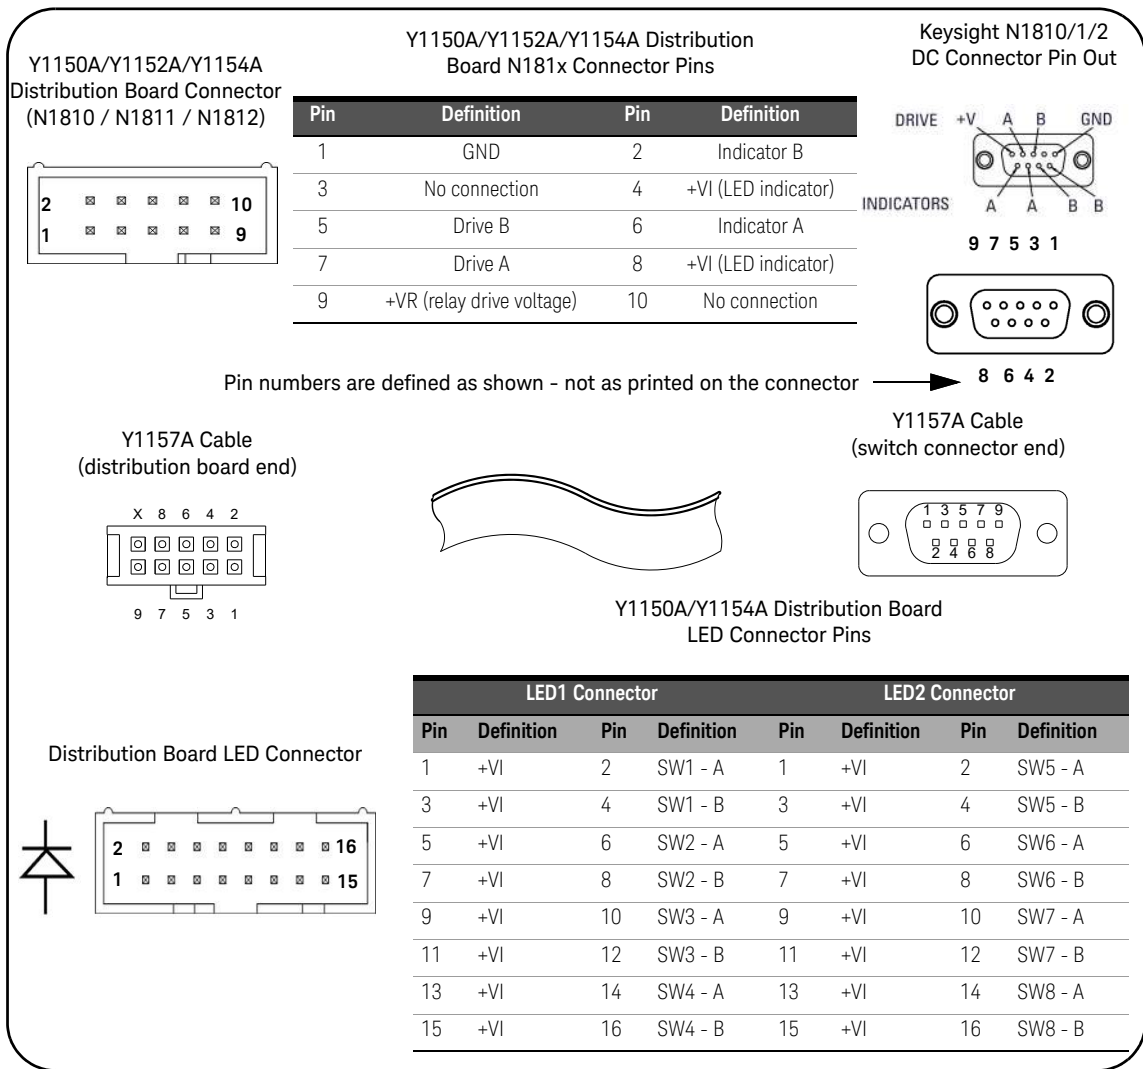 Y1150A/Y1152A/Y1154A
Distribution Board Connector
(N1810 / N1811 / N1812)
2 10
1 9
Y1150A/Y1152A/Y1154A Distribution
Board N181x Connector Pins
Pin Definition Pin Definition
1 GND 2 Indicator B
3 No connection 4 +VI (LED indicator)
5 Drive B 6 Indicator A
7 Drive A 8 +VI (LED indicator)
9 +VR (relay drive voltage) 10 No connection
Keysight N1810/1/2
DC Connector Pin Out
DRIVE +V A B GND
INDICATORS A A B B
9 7 5 3 1
8 6 4 2
Pin numbers are defined as shown - not as printed on the connector
Y1157A Cable
(distribution board end)
X 8 6 4 2
9 7 5 3 1
Y1157A Cable
(switch connector end)
1 3 5 7 9
2 4 6 8
Y1150A/Y1154A Distribution Board
LED Connector Pins
Distribution Board LED Connector
2 16
1 15
LED1 Connector LED2 Connector
Pin Definition Pin Definition Pin Definition Pin Definition
1 +VI 2 SW1 - A 1 +VI 2 SW5 - A
3 +VI 4 SW1 - B 3 +VI 4 SW5 - B
5 +VI 6 SW2 - A 5 +VI 6 SW6 - A
7 +VI 8 SW2 - B 7 +VI 8 SW6 - B
9 +VI 10 SW3 - A 9 +VI 10 SW7 - A
11 +VI 12 SW3 - B 11 +VI 12 SW7 - B
13 +VI 14 SW4 - A 13 +VI 14 SW8 - A
15 +VI 16 SW4 - B 15 +VI 16 SW8 - B